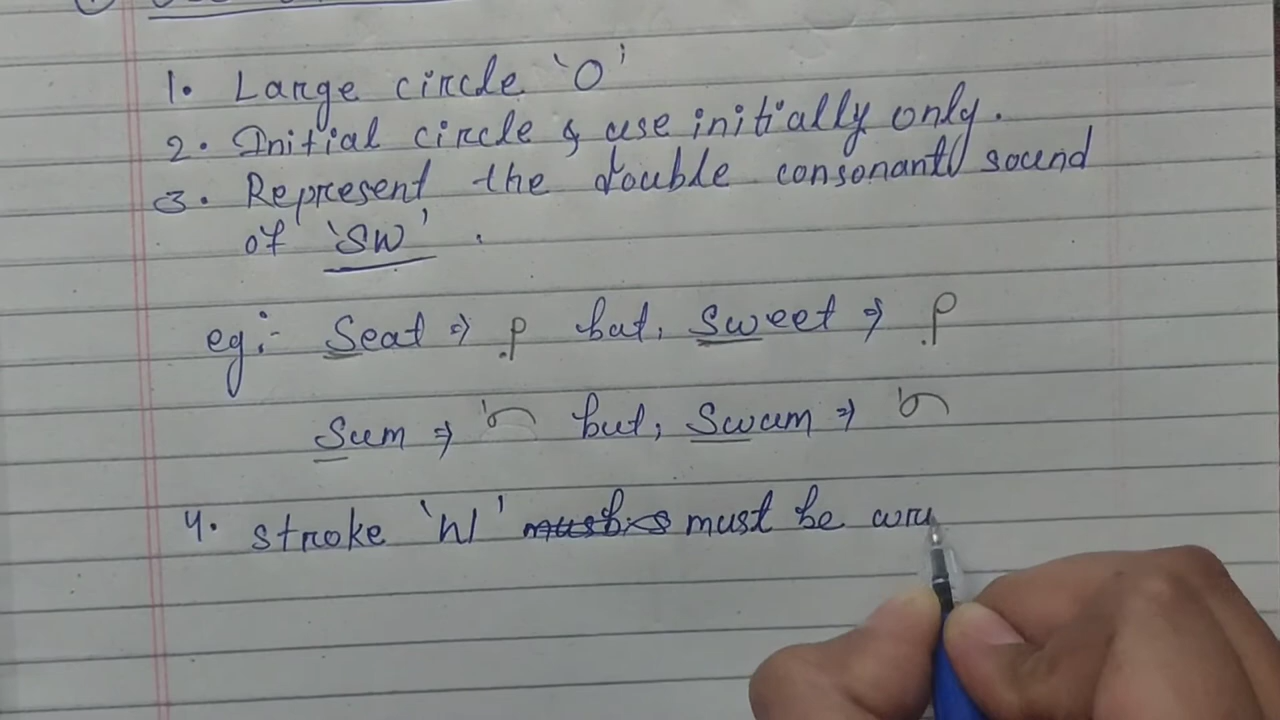 1. Large circle 'O'
2. Initial circle & use initially only.
3. Represent the double consonant sound
of 'SW'.
eg:- Seat ⇒ but, Sweet ⇒
Sum ⇒ but, Swum ⇒
4. stroke 'W' must be wri